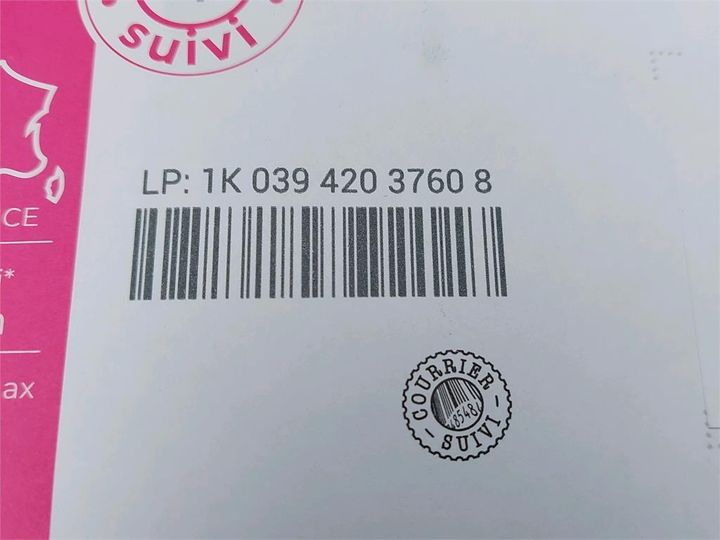 suivi
LP: 1K 039 420 3760 8
CE
ax
COURRIER
SUIVI